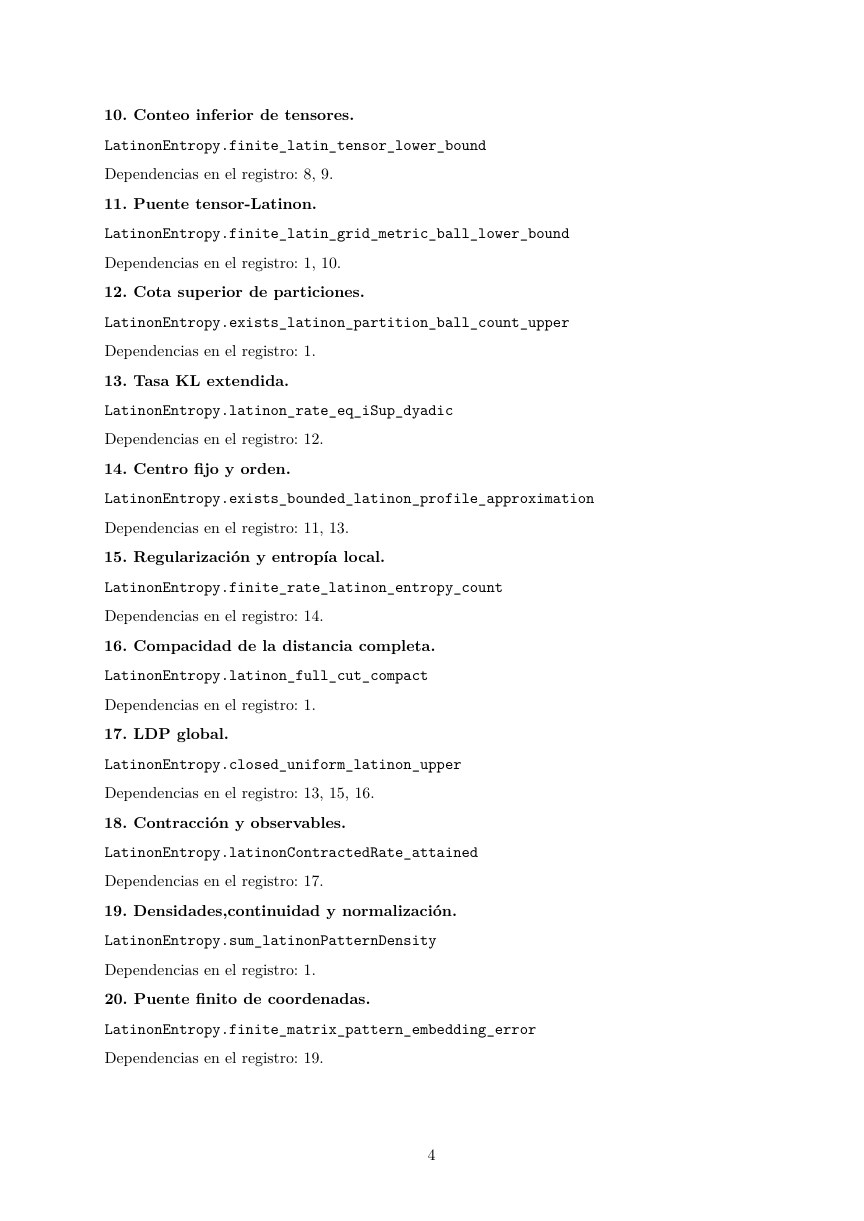 10. Conteo inferior de tensores.
LatinonEntropy.finite_latin_tensor_lower_bound
Dependencias en el registro: 8, 9.
11. Puente tensor-Latinon.
LatinonEntropy.finite_latin_grid_metric_ball_lower_bound
Dependencias en el registro: 1, 10.
12. Cota superior de particiones.
LatinonEntropy.exists_latinon_partition_ball_count_upper
Dependencias en el registro: 1.
13. Tasa KL extendida.
LatinonEntropy.latinon_rate_eq_iSup_dyadic
Dependencias en el registro: 12.
14. Centro fijo y orden.
LatinonEntropy.exists_bounded_latinon_profile_approximation
Dependencias en el registro: 11, 13.
15. Regularización y entropía local.
LatinonEntropy.finite_rate_latinon_entropy_count
Dependencias en el registro: 14.
16. Compacidad de la distancia completa.
LatinonEntropy.latinon_full_cut_compact
Dependencias en el registro: 1.
17. LDP global.
LatinonEntropy.closed_uniform_latinon_upper
Dependencias en el registro: 13, 15, 16.
18. Contracción y observables.
LatinonEntropy.latinonContractedRate_attained
Dependencias en el registro: 17.
19. Densidades,continuidad y normalización.
LatinonEntropy.sum_latinonPatternDensity
Dependencias en el registro: 1.
20. Puente finito de coordenadas.
LatinonEntropy.finite_matrix_pattern_embedding_error
Dependencias en el registro: 19.
4